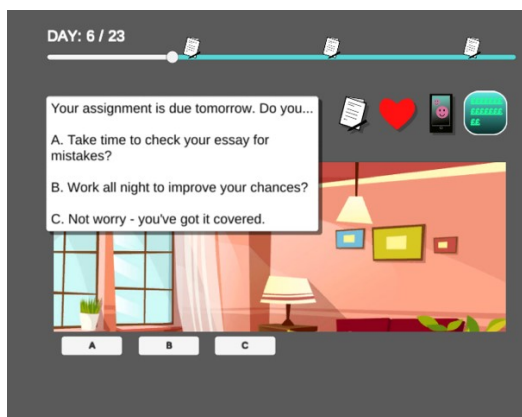 DAY: 6 / 23
Your assignment is due tomorrow. Do you...
A. Take time to check your essay for
mistakes?
B. Work all night to improve your chances?
C. Not worry - you've got it covered.
£££££££
£££££££
££
A
B
C